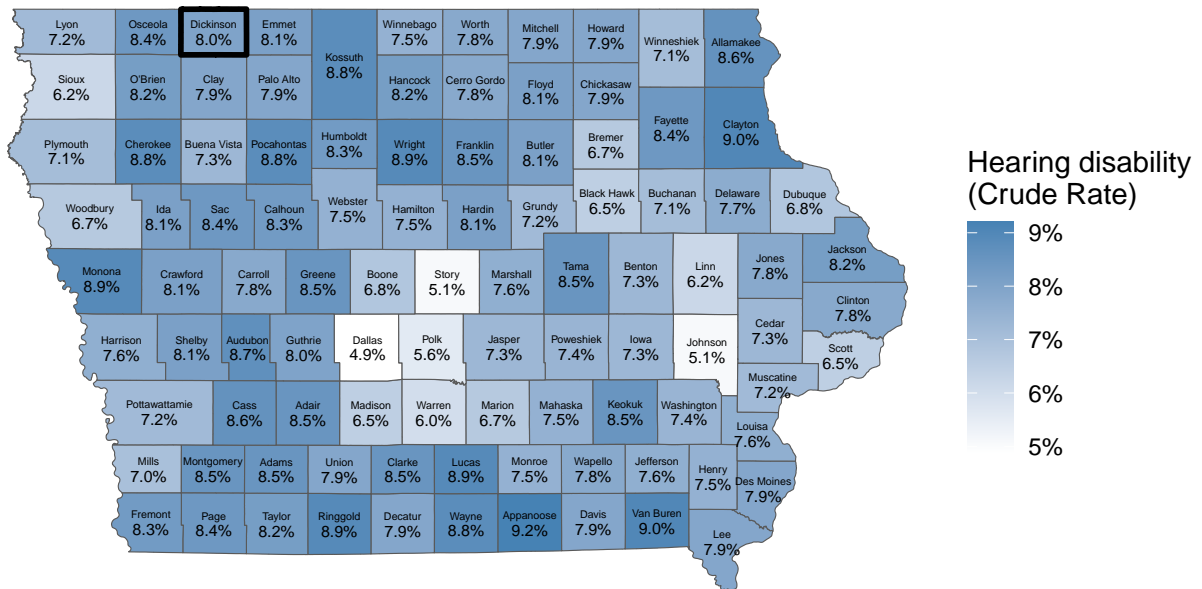 Lyon
7.2%
Osceola
8.4%
Dickinson
8.0%
Emmet
8.1%
Kossuth
8.8%
Winnebago
7.5%
Worth
7.8%
Mitchell
7.9%
Howard
7.9%
Winneshiek
7.1%
Allamakee
8.6%
Sioux
6.2%
O'Brien
8.2%
Clay
7.9%
Palo Alto
7.9%
Hancock
8.2%
Cerro Gordo
7.8%
Floyd
8.1%
Chickasaw
7.9%
Fayette
8.4%
Clayton
9.0%
Plymouth
7.1%
Cherokee
8.8%
Buena Vista
7.3%
Pocahontas
8.8%
Humboldt
8.3%
Wright
8.9%
Franklin
8.5%
Butler
8.1%
Bremer
6.7%
Woodbury
6.7%
Ida
8.1%
Sac
8.4%
Calhoun
8.3%
Webster
7.5%
Hamilton
7.5%
Hardin
8.1%
Grundy
7.2%
Black Hawk
6.5%
Buchanan
7.1%
Delaware
7.7%
Dubuque
6.8%
Monona
8.9%
Crawford
8.1%
Carroll
7.8%
Greene
8.5%
Boone
6.8%
Story
5.1%
Marshall
7.6%
Tama
8.5%
Benton
7.3%
Linn
6.2%
Jones
7.8%
Jackson
8.2%
Clinton
7.8%
Harrison
7.6%
Shelby
8.1%
Audubon
8.7%
Guthrie
8.0%
Dallas
4.9%
Polk
5.6%
Jasper
7.3%
Poweshiek
7.4%
Iowa
7.3%
Johnson
5.1%
Cedar
7.3%
Scott
6.5%
Muscatine
7.2%
Pottawattamie
7.2%
Cass
8.6%
Adair
8.5%
Madison
6.5%
Warren
6.0%
Marion
6.7%
Mahaska
7.5%
Keokuk
8.5%
Washington
7.4%
Louisa
7.6%
Mills
7.0%
Montgomery
8.5%
Adams
8.5%
Union
7.9%
Clarke
8.5%
Lucas
8.9%
Monroe
7.5%
Wapello
7.8%
Jefferson
7.6%
Henry
7.5%
Des Moines
7.9%
Fremont
8.3%
Page
8.4%
Taylor
8.2%
Ringgold
8.9%
Decatur
7.9%
Wayne
8.8%
Appanoose
9.2%
Davis
7.9%
Van Buren
9.0%
Lee
7.9%
Hearing disability
(Crude Rate)
9%
8%
7%
6%
5%